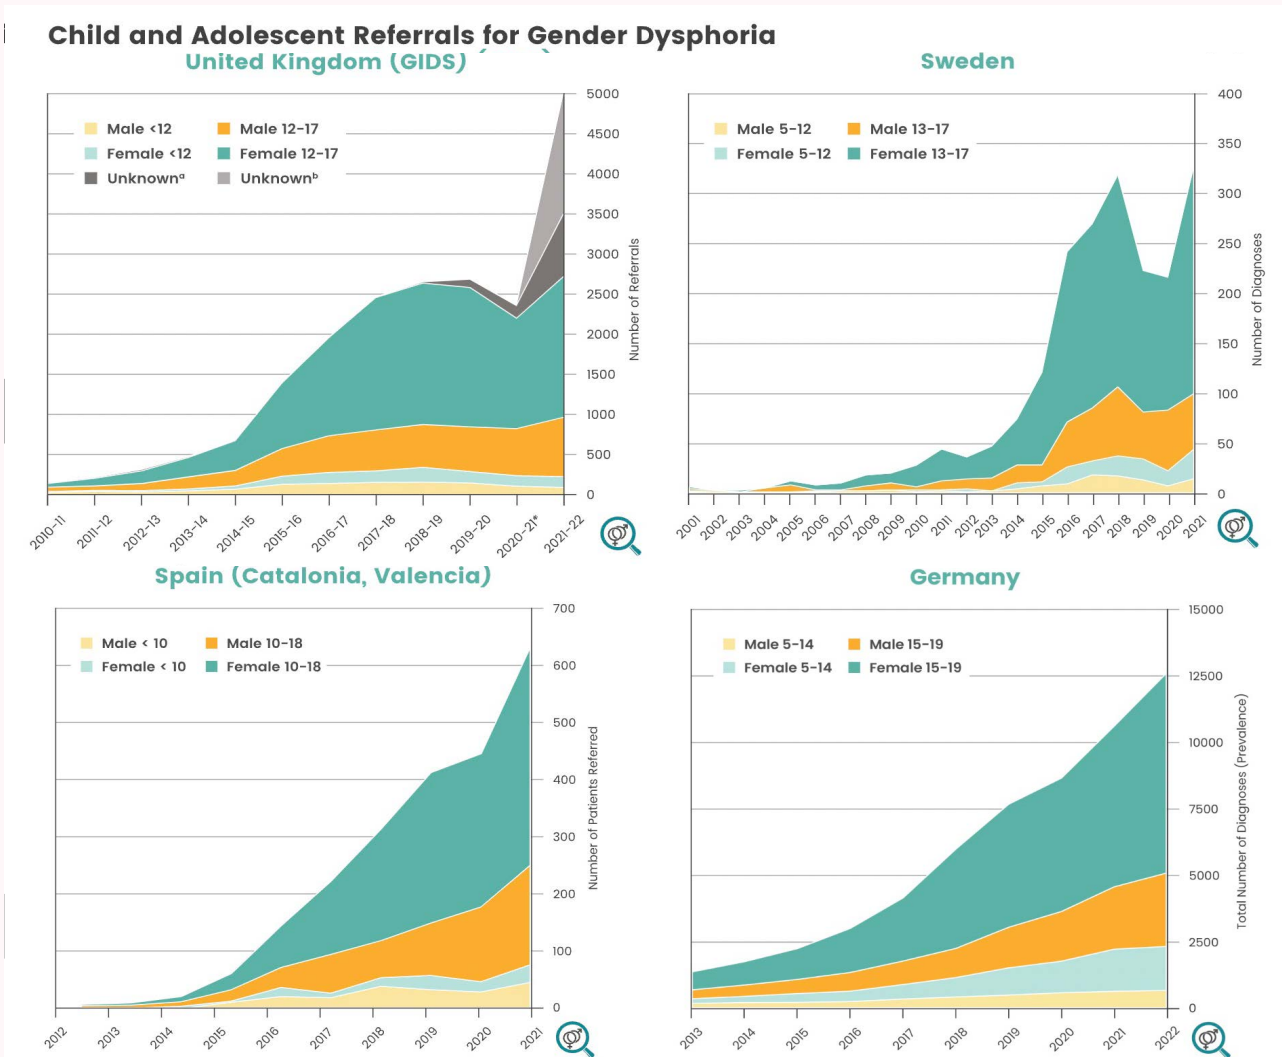 Child and Adolescent Referrals for Gender Dysphoria
United Kingdom (GIDS)
Male <12 Male 12-17
Female <12 Female 12-17
Unknownᵃ Unknownᵇ
5000
4500
4000
3500
3000
2500
2000
1500
1000
500
0
Number of Referrals
2010-11 2011-12 2012-13 2013-14 2014-15 2015-16 2016-17 2017-18 2018-19 2019-20 2020-21* 2021-22
Sweden
Male 5-12 Male 13-17
Female 5-12 Female 13-17
400
350
300
250
200
150
100
50
0
Number of Diagnoses
2001 2002 2003 2004 2005 2006 2007 2008 2009 2010 2011 2012 2013 2014 2015 2016 2017 2018 2019 2020 2021
Spain (Catalonia, Valencia)
Male < 10 Male 10-18
Female < 10 Female 10-18
700
600
500
400
300
200
100
0
Number of Patients Referred
2012 2013 2014 2015 2016 2017 2018 2019 2020 2021
Germany
Male 5-14 Male 15-19
Female 5-14 Female 15-19
15000
12500
10000
7500
5000
2500
0
Total Number of Diagnoses (Prevalence)
2013 2014 2015 2016 2017 2018 2019 2020 2021 2022